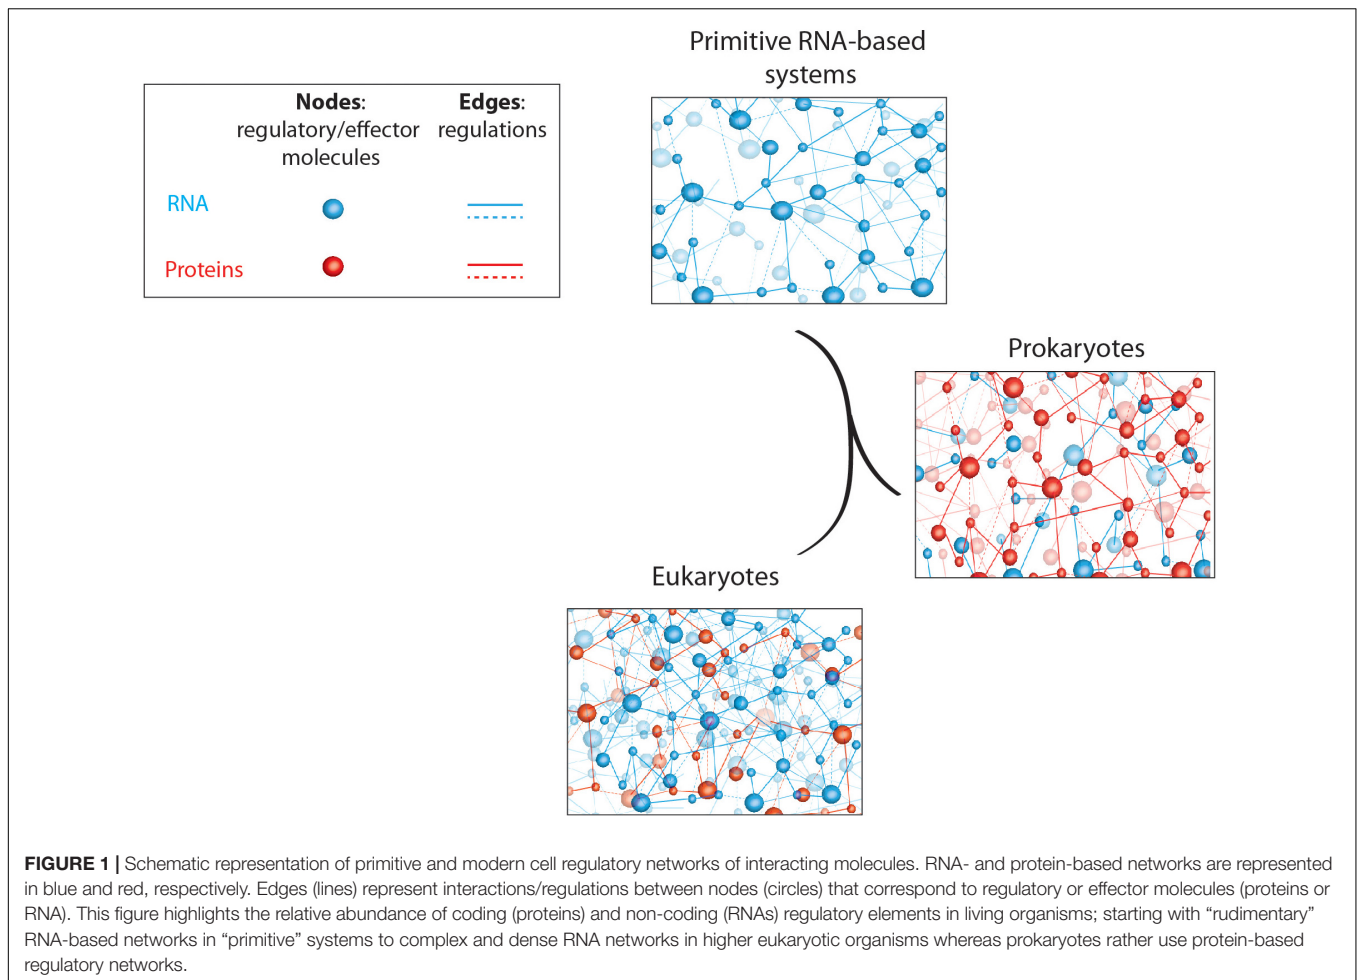 Primitive RNA-based
systems
Nodes:
regulatory/effector
molecules
Edges:
regulations
RNA
Proteins
Prokaryotes
Eukaryotes
FIGURE 1 | Schematic representation of primitive and modern cell regulatory networks of interacting molecules. RNA- and protein-based networks are represented
in blue and red, respectively. Edges (lines) represent interactions/regulations between nodes (circles) that correspond to regulatory or effector molecules (proteins or
RNA). This figure highlights the relative abundance of coding (proteins) and non-coding (RNAs) regulatory elements in living organisms; starting with “rudimentary”
RNA-based networks in “primitive” systems to complex and dense RNA networks in higher eukaryotic organisms whereas prokaryotes rather use protein-based
regulatory networks.